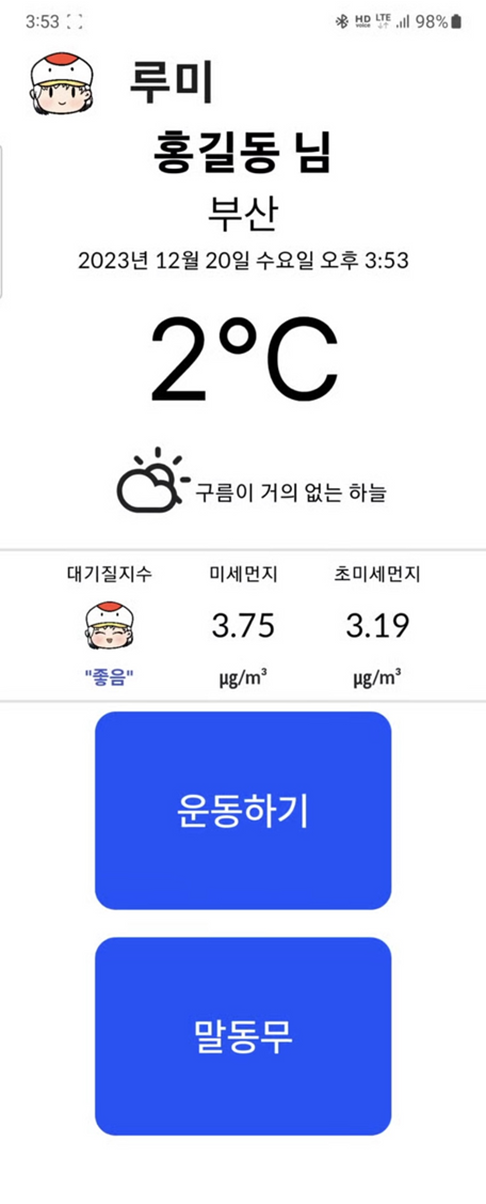 3:53 HD voice LTE 98%
루미
홍길동 님
부산
2023년 12월 20일 수요일 오후 3:53
2°C
구름이 거의 없는 하늘
대기질지수 미세먼지 초미세먼지
3.75 3.19
"좋음" μg/m³ μg/m³
운동하기
말동무